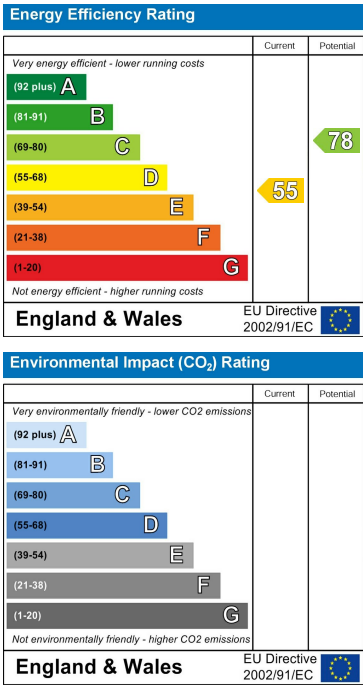 Energy Efficiency Rating
Current Potential
Very energy efficient - lower running costs
(92 plus) A
(81-91) B
(69-80) C
(55-68) D
(39-54) E
(21-38) F
(1-20) G
55
78
Not energy efficient - higher running costs
England & Wales
EU Directive
2002/91/EC
Environmental Impact (CO₂) Rating
Current Potential
Very environmentally friendly - lower CO2 emissions
(92 plus) A
(81-91) B
(69-80) C
(55-68) D
(39-54) E
(21-38) F
(1-20) G
Not environmentally friendly - higher CO2 emissions
England & Wales
EU Directive
2002/91/EC